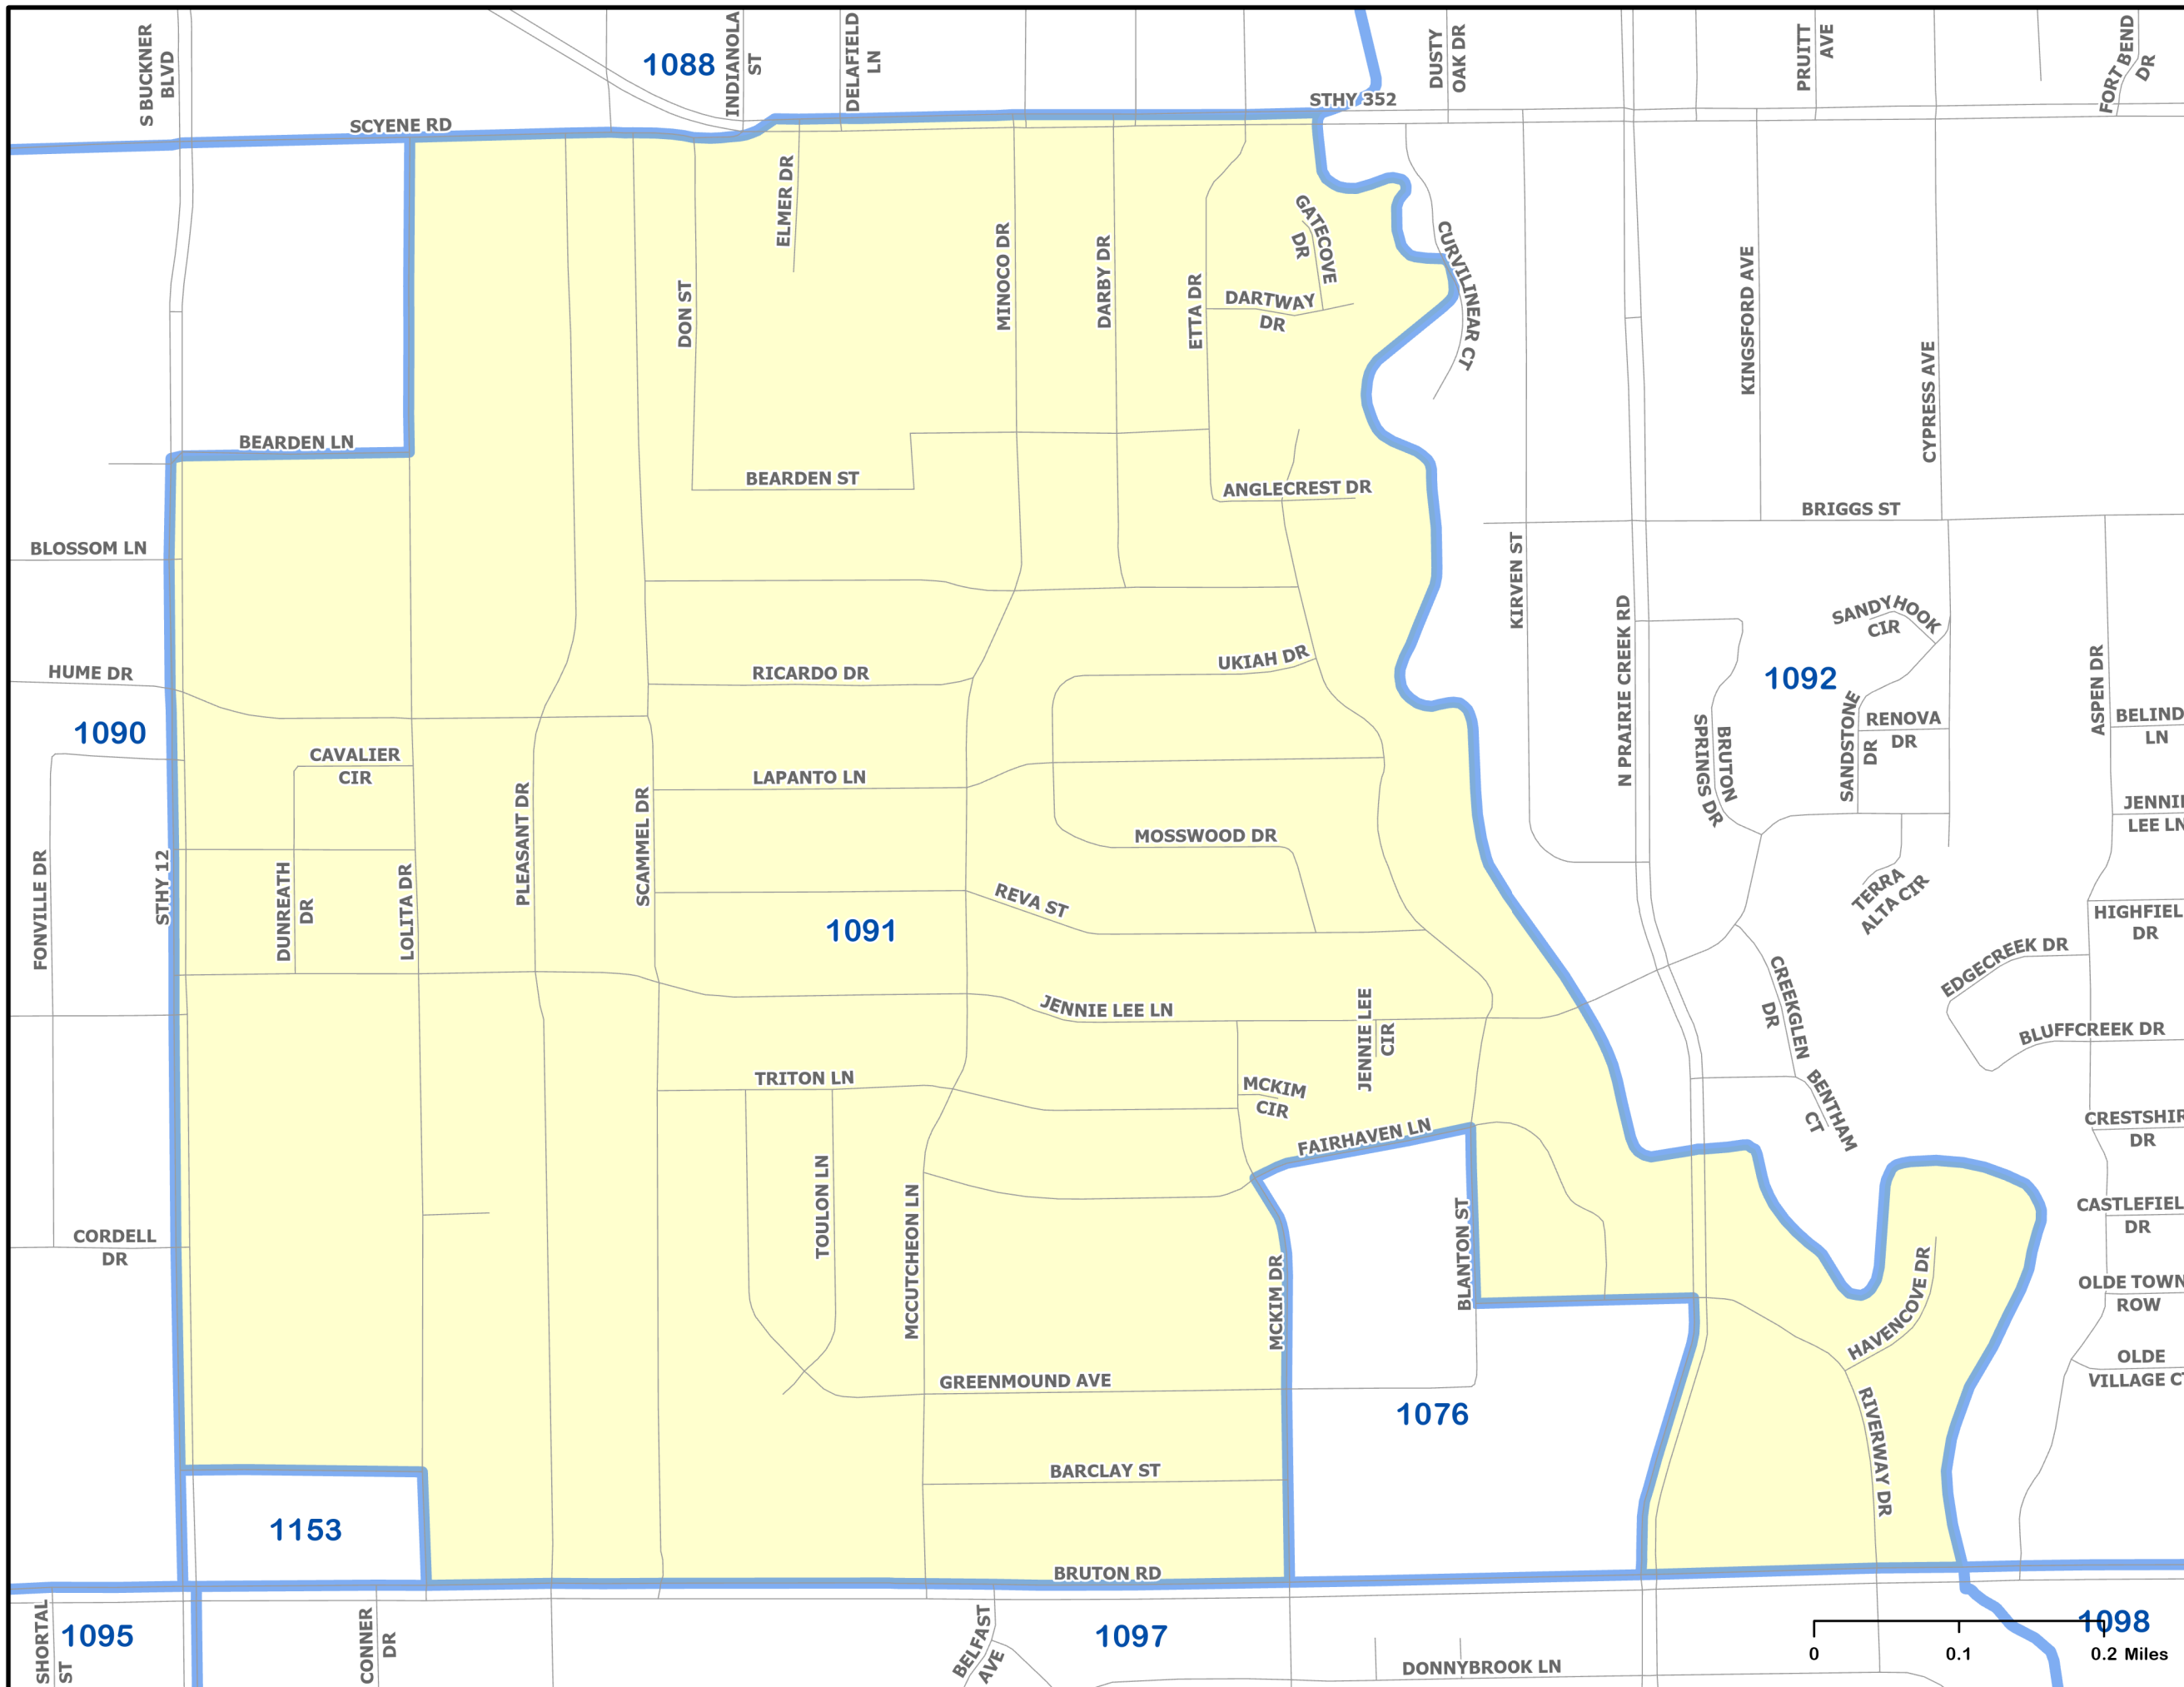 S BUCKNER
BLVD
1088
INDIANOLA
ST
DELAFIELD
LN
DUSTY
OAK DR
PRUITT
AVE
FORT BEND
DR
STHY 352
SCYENE RD
ELMER DR
GATECOVE
DR
DON ST
MINOCO DR
DARBY DR
ETTA DR
DARTWAY
DR
CURVILINEAR CT
KINGSFORD AVE
CYPRESS AVE
BEARDEN LN
BEARDEN ST
ANGLECREST DR
BRIGGS ST
BLOSSOM LN
KIRVEN ST
N PRAIRIE CREEK RD
SANDYHOOK
CIR
HUME DR
RICARDO DR
UKIAH DR
1092
ASPEN DR
1090
SANDSTONE
DR
RENOVA
DR
BELIND
LN
BRUTON
SPRINGS DR
CAVALIER
CIR
LAPANTO LN
PLEASANT DR
SCAMMEL DR
MOSSWOOD DR
JENNI
LEE LN
FONVILLE DR
STHY 12
DUNREATH
DR
LOLITA DR
REVA ST
1091
TERRA
ALTA CIR
HIGHFIEL
DR
EDGECREEK DR
CREEKGLEN
DR
JENNIE LEE LN
JENNIE LEE
CIR
BLUFFCREEK DR
TRITON LN
MCKIM
CIR
BENTHAM
CT
CRESTSHIR
DR
FAIRHAVEN LN
TOULON LN
MCCUTCHEON LN
BLANTON ST
CASTLEFIEL
DR
CORDELL
DR
MCKIM DR
HAVENCOVE DR
OLDE TOWN
ROW
OLDE
VILLAGE CT
GREENMOUND AVE
1076
RIVERWAY DR
BARCLAY ST
1153
BRUTON RD
SHORTAL
ST
1095
CONNER
DR
BELFAST
AVE
1097
1098
DONNYBROOK LN
0 0.1 0.2 Miles